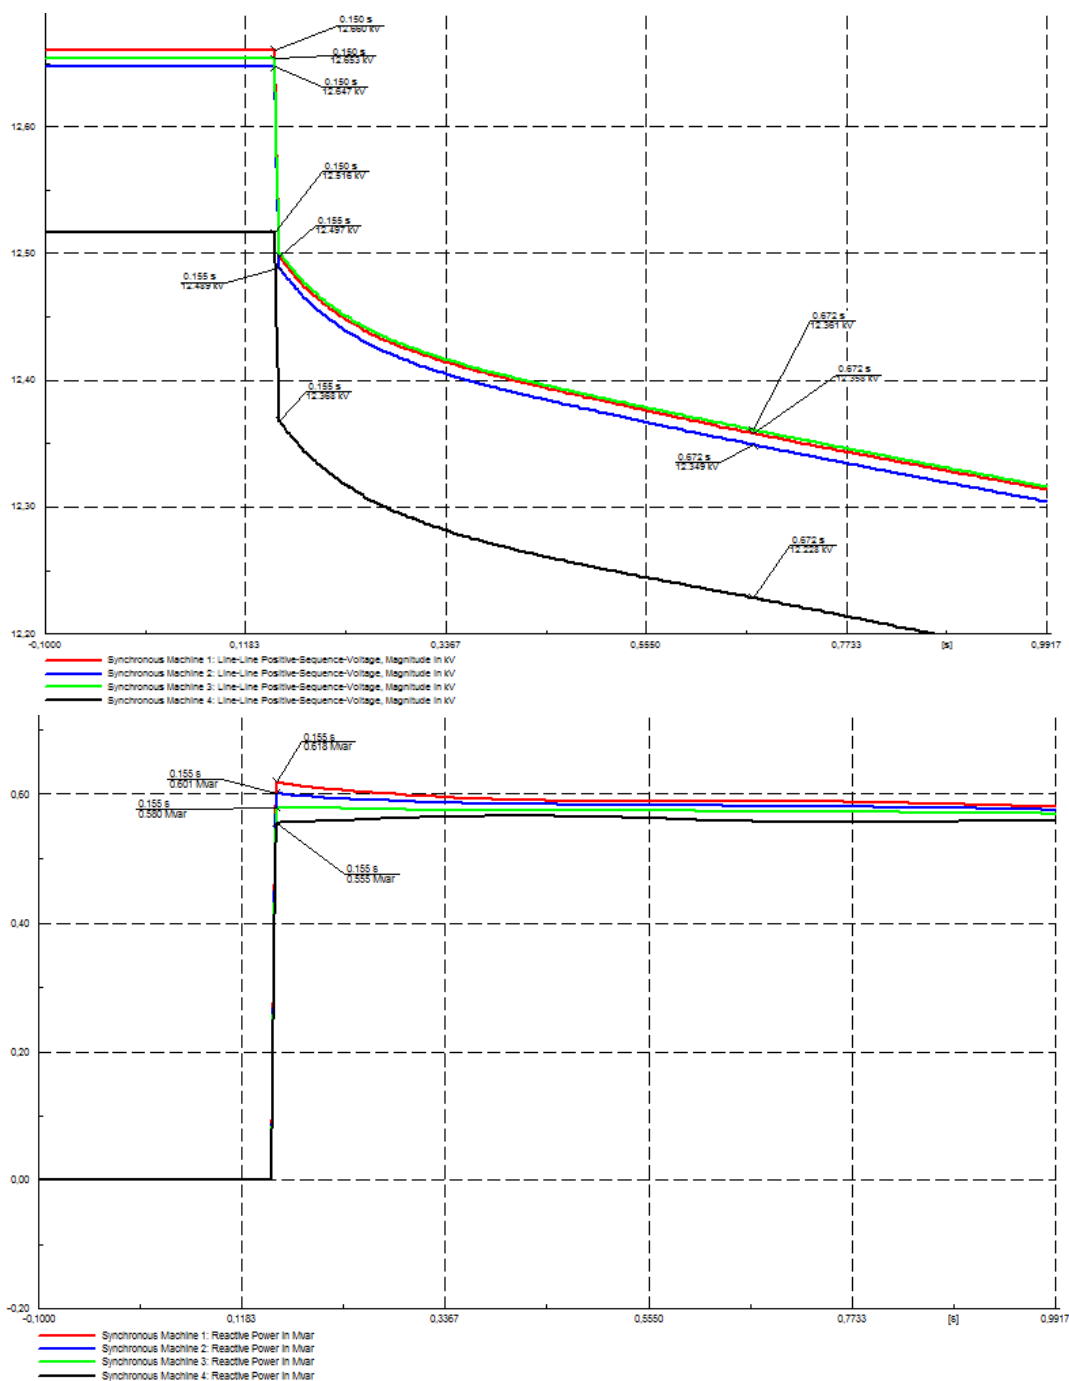 0.150 s
12.660 kV
0.150 s
12.653 kV
0.150 s
12.647 kV
12,60
0.150 s
12.516 kV
0.155 s
12.497 kV
12,50
0.155 s
12.489 kV
0.672 s
12.361 kV
0.672 s
12.358 kV
12,40
0.155 s
12.368 kV
0.672 s
12.349 kV
12,30
0.672 s
12.228 kV
12,20
-0,1000 0,1183 0,3367 0,5550 0,7733 [s] 0,9917
Synchronous Machine 1: Line-Line Positive-Sequence-Voltage, Magnitude in kV
Synchronous Machine 2: Line-Line Positive-Sequence-Voltage, Magnitude in kV
Synchronous Machine 3: Line-Line Positive-Sequence-Voltage, Magnitude in kV
Synchronous Machine 4: Line-Line Positive-Sequence-Voltage, Magnitude in kV
0.155 s
0.618 Mvar
0.155 s
0.601 Mvar
0,60
0.155 s
0.580 Mvar
0.155 s
0.555 Mvar
0,40
0,20
0,00
-0,20
-0,1000 0,1183 0,3367 0,5550 0,7733 [s] 0,9917
Synchronous Machine 1: Reactive Power in Mvar
Synchronous Machine 2: Reactive Power in Mvar
Synchronous Machine 3: Reactive Power in Mvar
Synchronous Machine 4: Reactive Power in Mvar